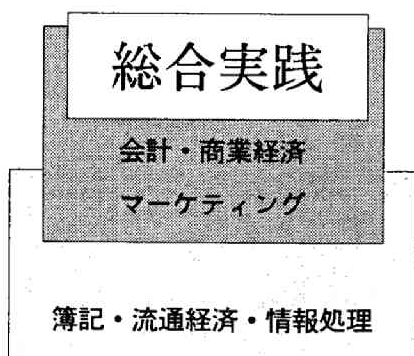 総合実践
会計・商業経済
マーケティング
簿記・流通経済・情報処理